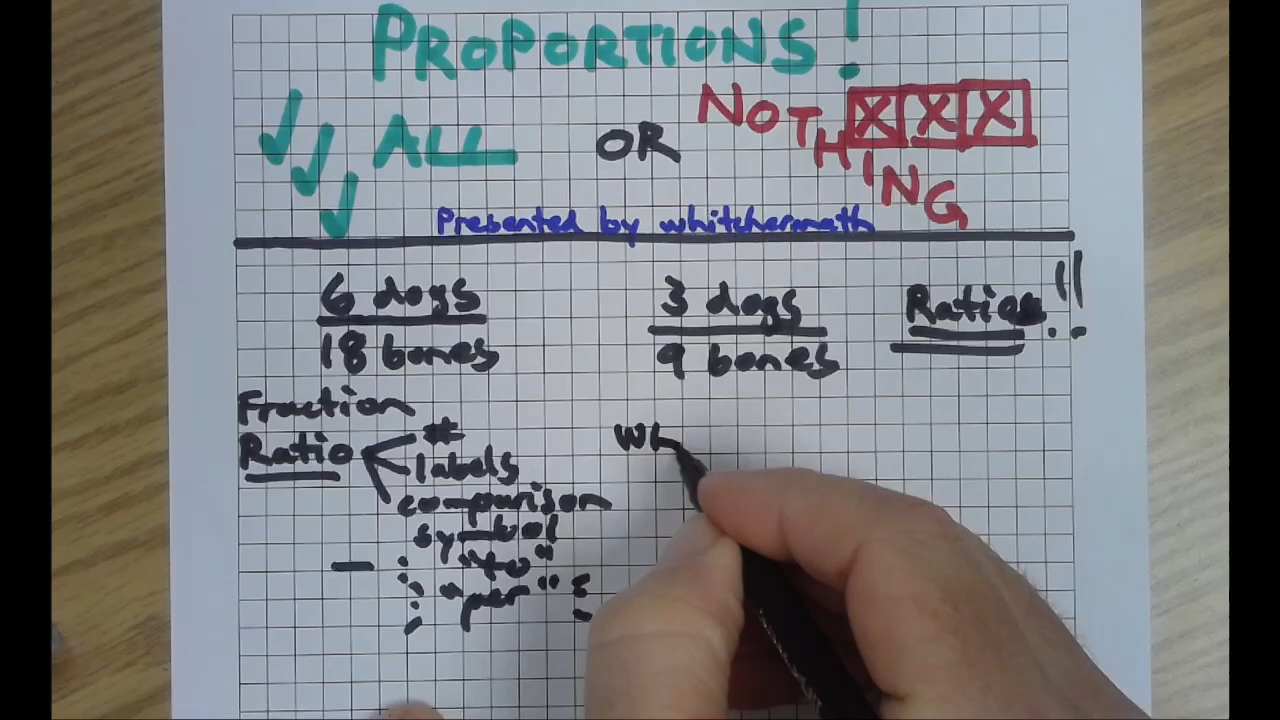 PROPORTIONS!
ALL OR NOTHING
Presented by whitchermath
6 dogs
18 bones
3 dogs
9 bones
Ratios!!
Fraction
Ratio
#
labels
comparison
symbol
— : "to"
"per"
Wh